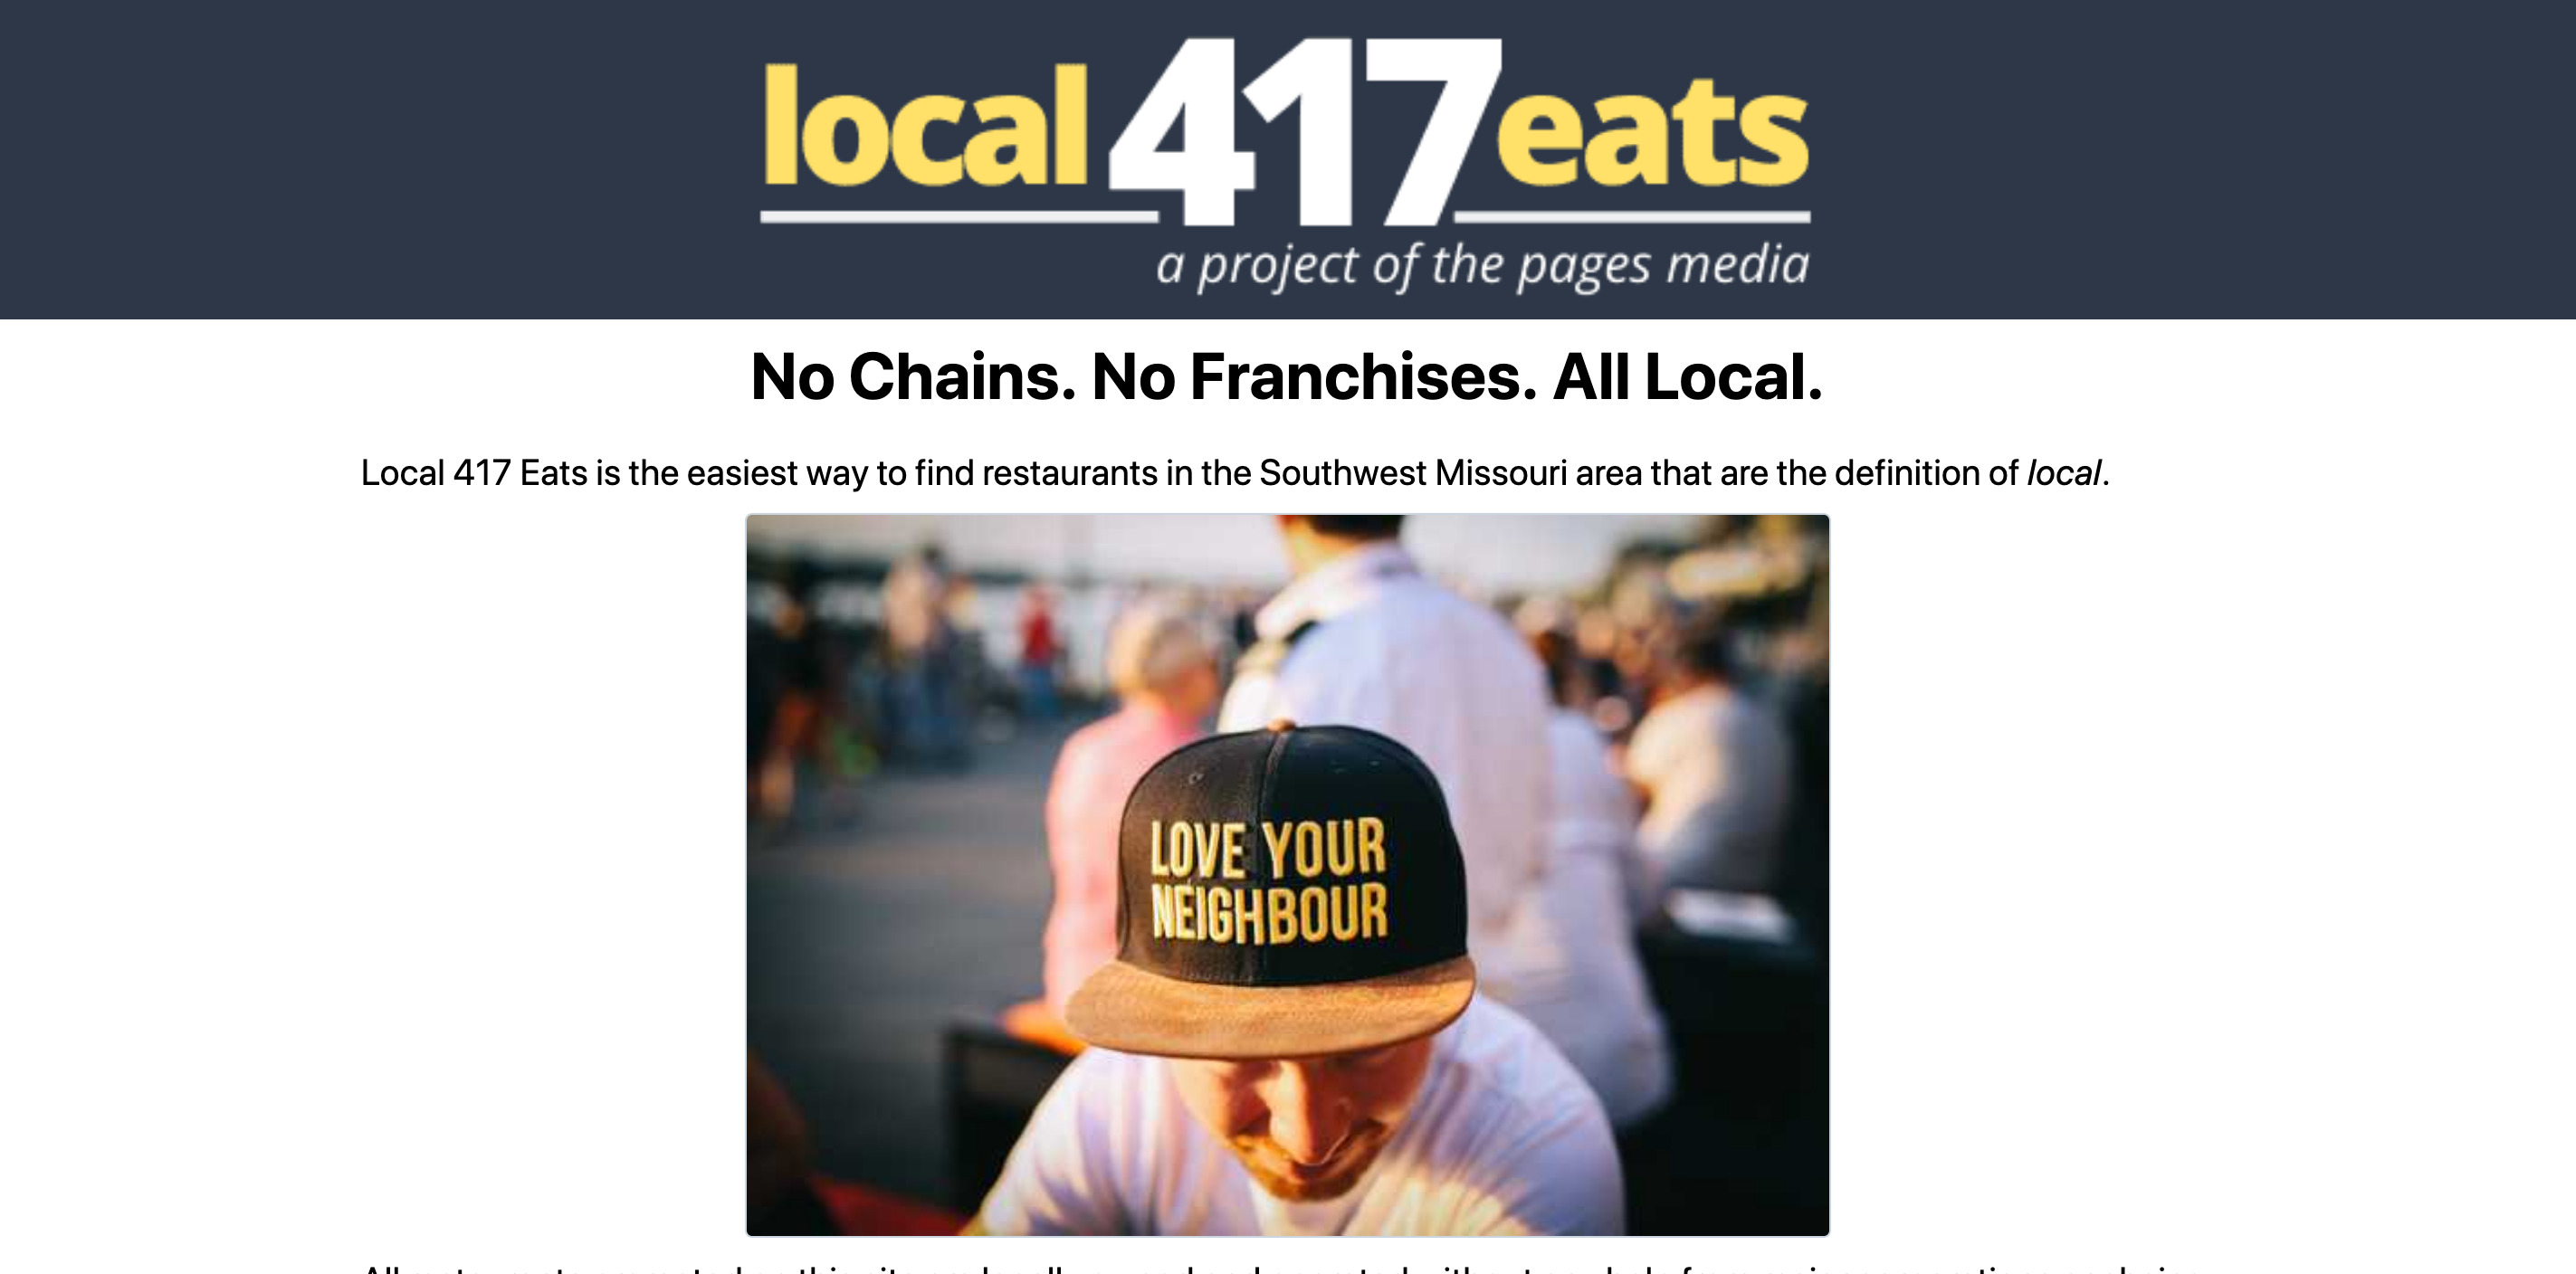 local417eats
a project of the pages media
No Chains. No Franchises. All Local.
Local 417 Eats is the easiest way to find restaurants in the Southwest Missouri area that are the definition of local.
LOVE YOUR
NEIGHBOUR